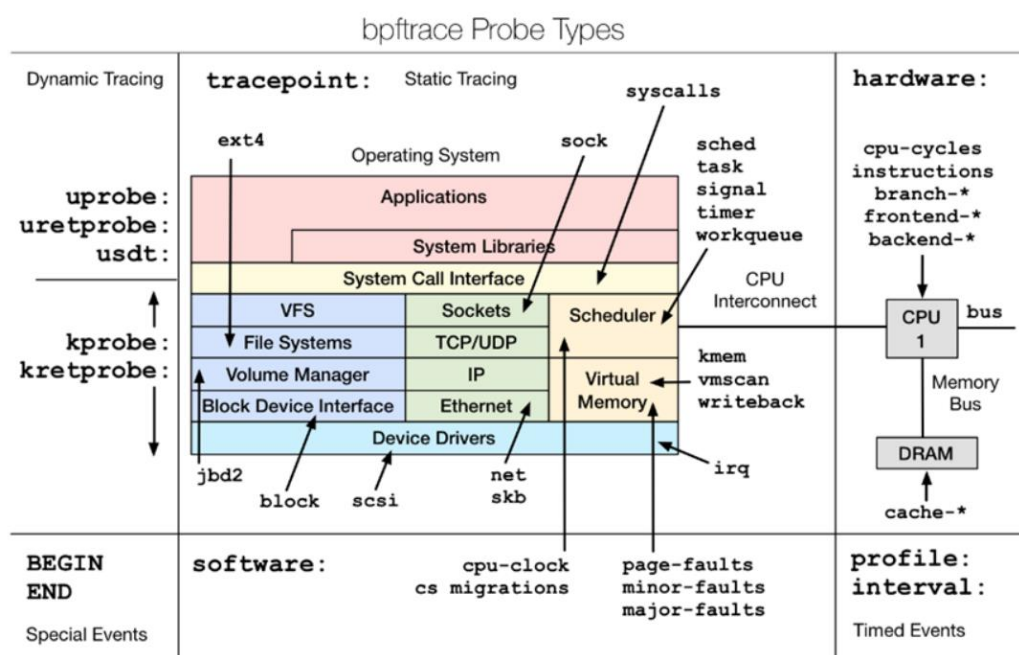 bpftrace Probe Types
Dynamic Tracing
tracepoint:
Static Tracing
hardware:
syscalls
ext4
Operating System
sock
sched
task
signal
timer
workqueue
cpu-cycles
instructions
branch-*
frontend-*
backend-*
uprobe:
uretprobe:
usdt:
Applications
System Libraries
System Call Interface
CPU
Interconnect
VFS
Sockets
Scheduler
CPU
1
bus
kprobe:
kretprobe:
File Systems
TCP/UDP
Volume Manager
IP
Virtual
Memory
kmem
vmscan
writeback
Memory
Bus
Block Device Interface
Ethernet
Device Drivers
DRAM
jbd2
block
scsi
net
skb
irq
cache-*
BEGIN
END
Special Events
software:
cpu-clock
cs migrations
page-faults
minor-faults
major-faults
profile:
interval:
Timed Events